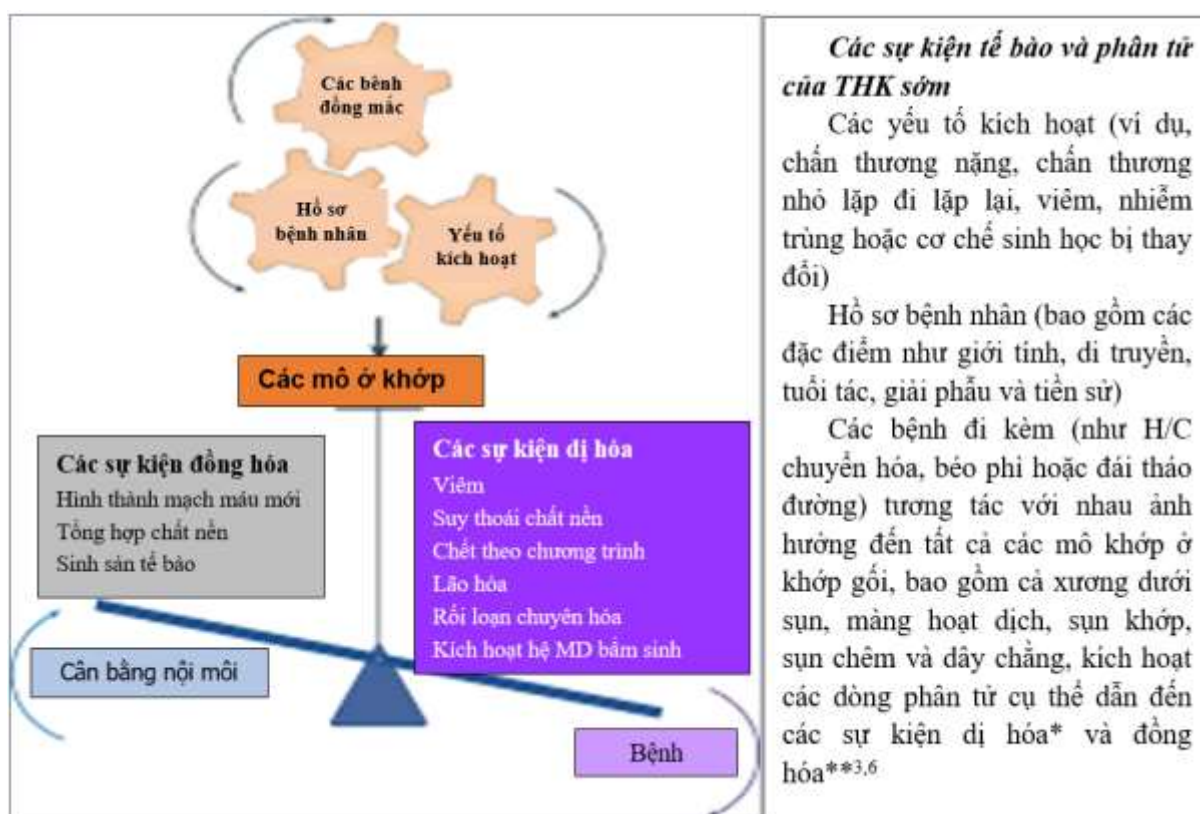 Các bệnh
đồng mắc
Hồ sơ
bệnh nhân
Yếu tố
kích hoạt
Các mô ở khớp
Các sự kiện đồng hóa
Hình thành mạch máu mới
Tổng hợp chất nền
Sinh sản tế bào
Các sự kiện dị hóa
Viêm
Suy thoái chất nền
Chết theo chương trình
Lão hóa
Rối loạn chuyên hóa
Kích hoạt hệ MD bẩm sinh
Cân bằng nội môi
Bệnh
Các sự kiện tế bào và phân tử
của THK sớm
Các yếu tố kích hoạt (ví dụ,
chấn thương nặng, chấn thương
nhỏ lặp đi lặp lại, viêm, nhiễm
trùng hoặc cơ chế sinh học bị thay
đổi)
Hồ sơ bệnh nhân (bao gồm các
đặc điểm như giới tính, di truyền,
tuổi tác, giải phẫu và tiền sử)
Các bệnh đi kèm (như H/C
chuyển hóa, béo phì hoặc đái tháo
đường) tương tác với nhau ảnh
hưởng đến tất cả các mô khớp ở
khớp gối, bao gồm cả xương dưới
sụn, màng hoạt dịch, sụn khớp,
sụn chêm và dây chằng, kích hoạt
các dòng phân tử cụ thể dẫn đến
các sự kiện dị hóa* và đồng
hóa**3,6